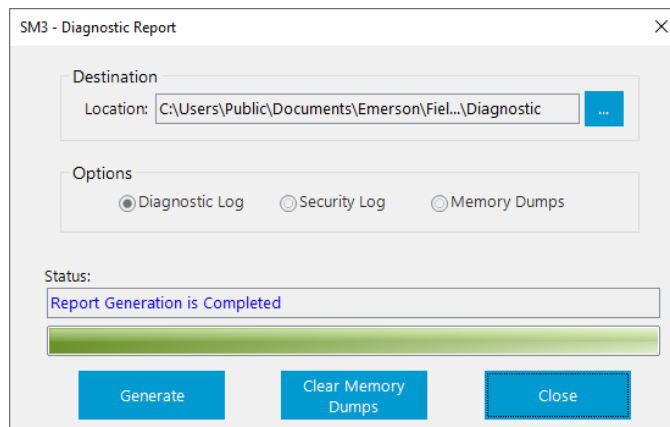 SM3 - Diagnostic Report
Destination
Location: C:\Users\Public\Documents\Emerson\Fiel...\Diagnostic ...
Options
Diagnostic Log Security Log Memory Dumps
Status:
Report Generation is Completed
Generate Clear Memory Dumps Close